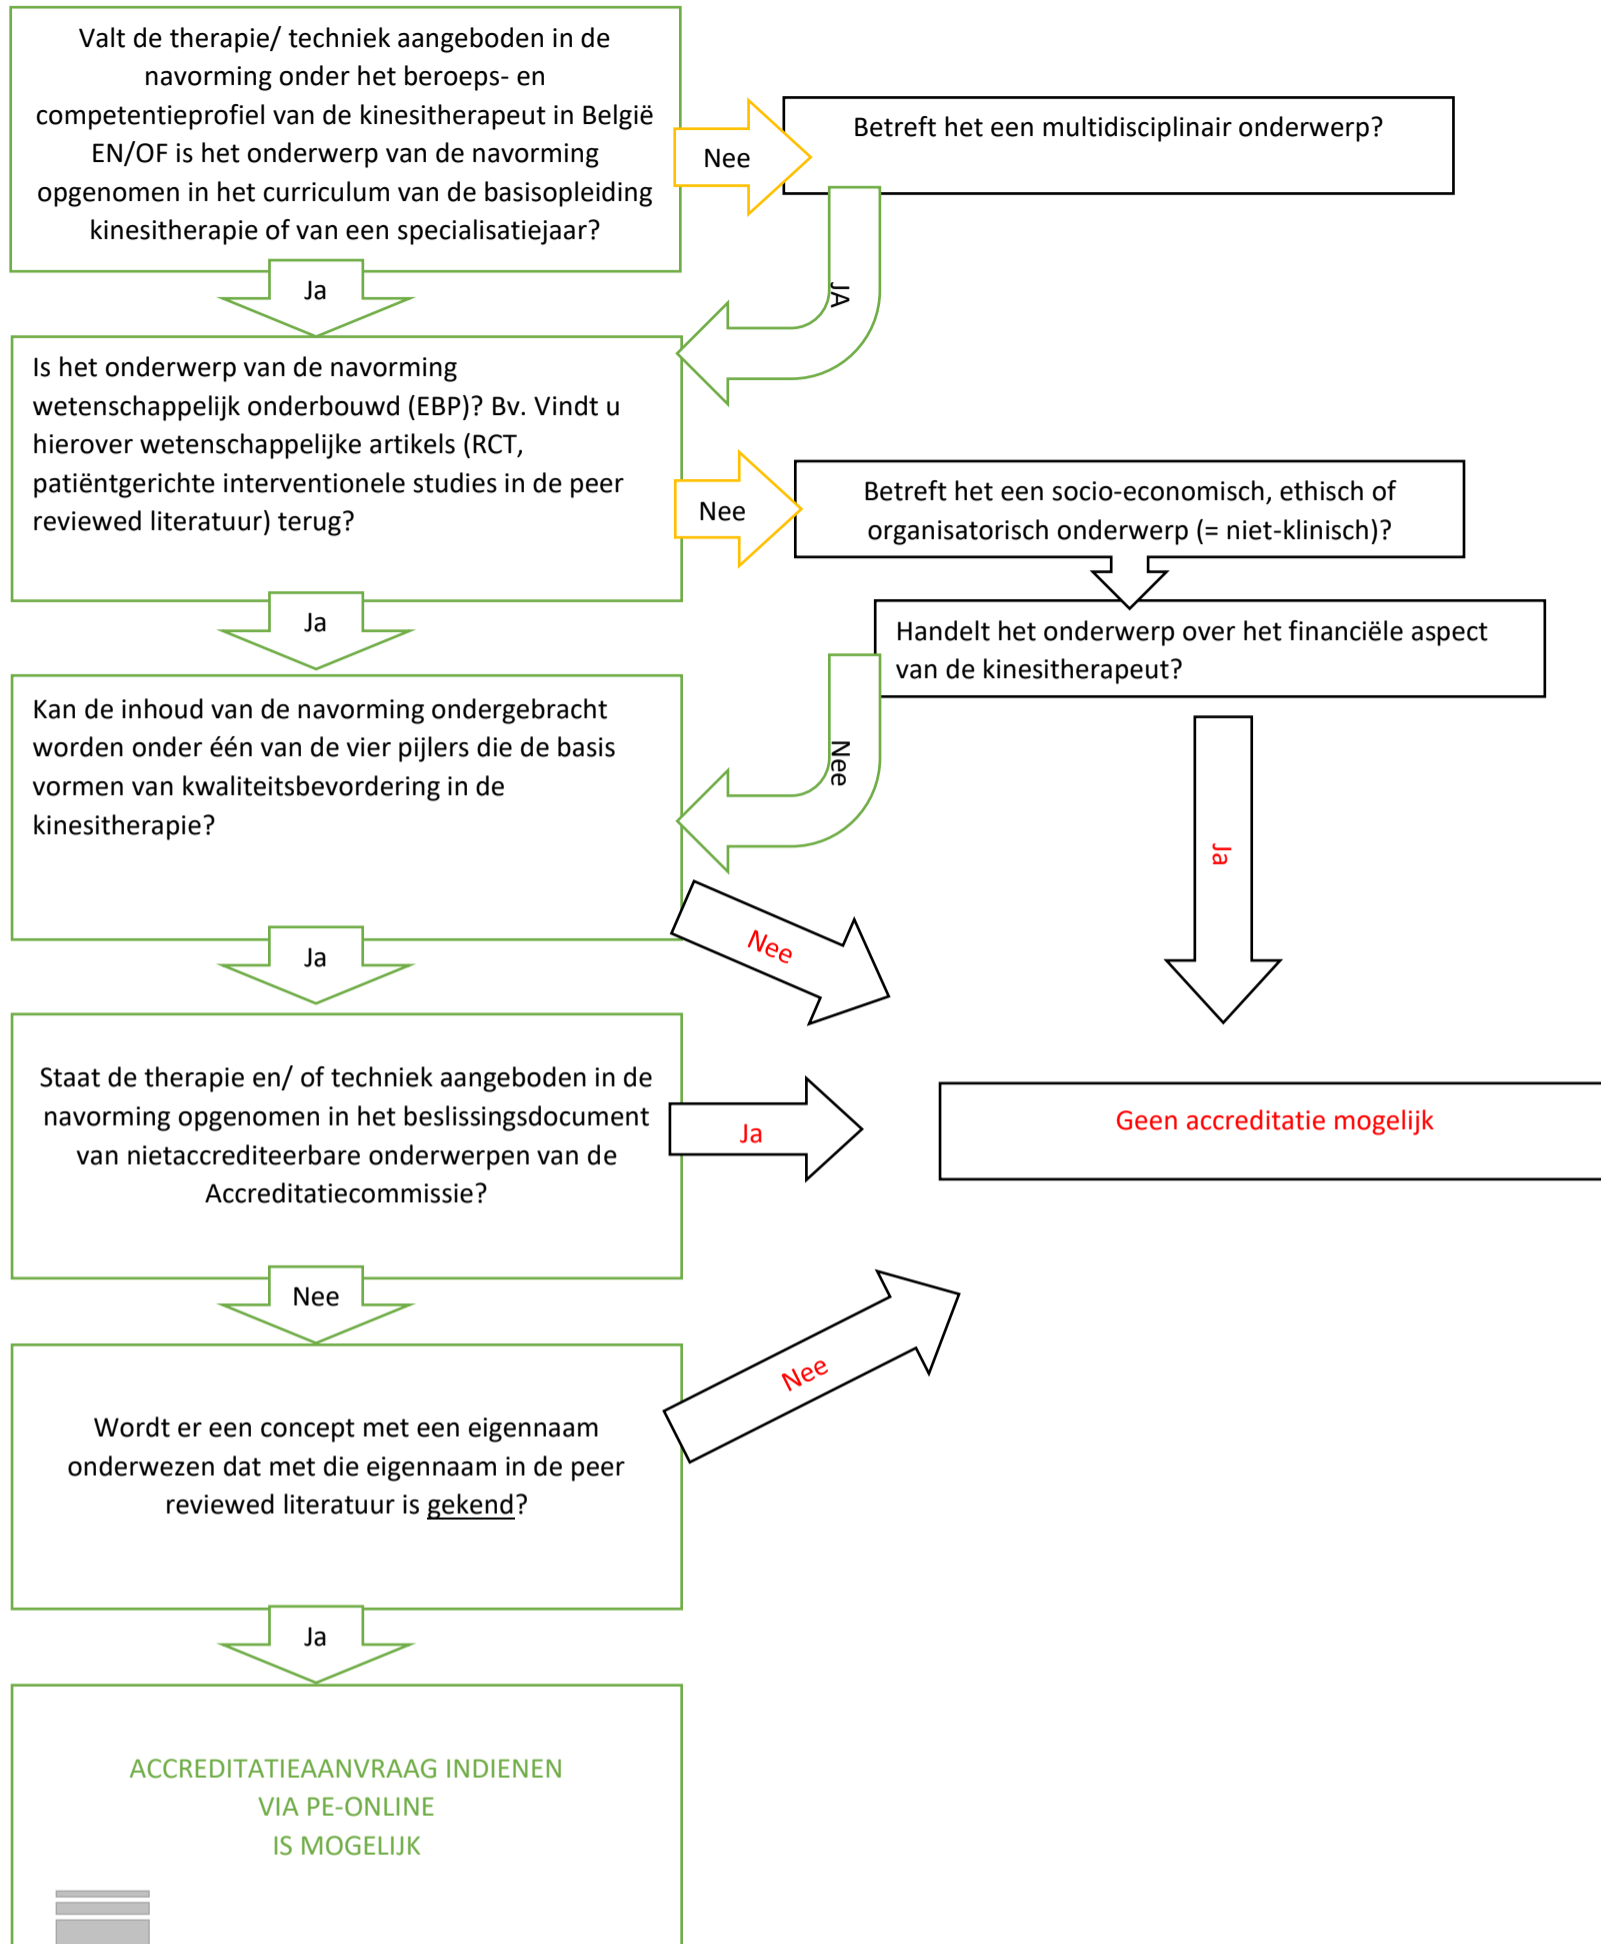 Valt de therapie/ techniek aangeboden in de
navorming onder het beroeps- en
competentieprofiel van de kinesitherapeut in België
EN/OF is het onderwerp van de navorming
opgenomen in het curriculum van de basisopleiding
kinesitherapie of van een specialisatiejaar?
Nee
Betreft het een multidisciplinair onderwerp?
Ja
JA
Is het onderwerp van de navorming
wetenschappelijk onderbouwd (EBP)? Bv. Vindt u
hierover wetenschappelijke artikels (RCT,
patiëntgerichte interventionele studies in de peer
reviewed literatuur) terug?
Nee
Betreft het een socio-economisch, ethisch of
organisatorisch onderwerp (= niet-klinisch)?
Ja
Handelt het onderwerp over het financiële aspect
van de kinesitherapeut?
Nee
Ja
Kan de inhoud van de navorming ondergebracht
worden onder één van de vier pijlers die de basis
vormen van kwaliteitsbevordering in de
kinesitherapie?
Nee
Ja
Staat de therapie en/ of techniek aangeboden in de
navorming opgenomen in het beslissingsdocument
van nietaccrediteerbare onderwerpen van de
Accreditatiecommissie?
Ja
Geen accreditatie mogelijk
Nee
Wordt er een concept met een eigennaam
onderwezen dat met die eigennaam in de peer
reviewed literatuur is gekend?
Nee
Ja
ACCREDITATIEAANVRAAG INDIENEN
VIA PE-ONLINE
IS MOGELIJK